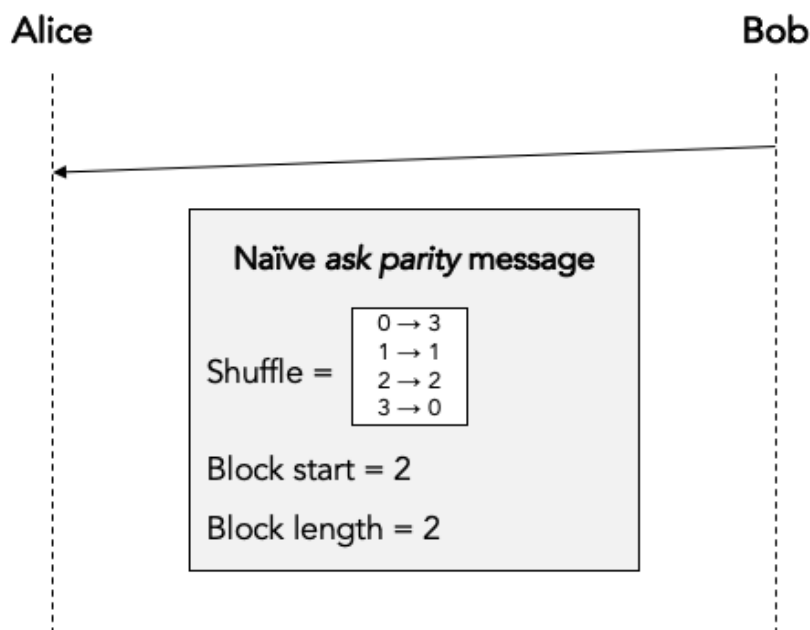 Alice
Bob
Naïve ask parity message
Shuffle =
0 → 3
1 → 1
2 → 2
3 → 0
Block start = 2
Block length = 2